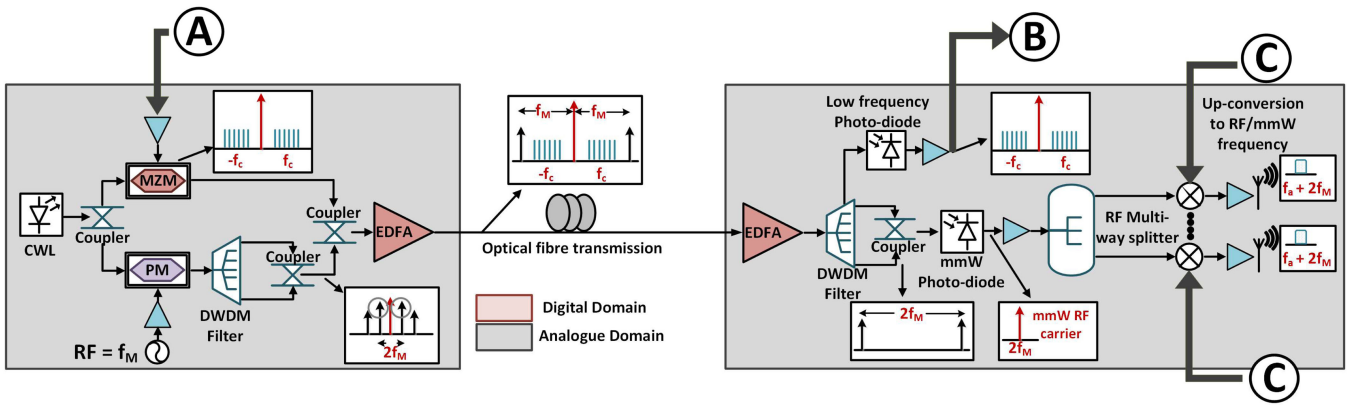 A
B
C
-fc
fc
MZM
CWL
Coupler
PM
DWDM
Filter
Coupler
Coupler
EDFA
RF = fM
2fM
fM
fM
-fc
fc
Optical fibre transmission
Digital Domain
Analogue Domain
Low frequency
Photo-diode
-fc
fc
EDFA
DWDM
Filter
Coupler
mmW
Photo-diode
2fM
mmW RF
carrier
2fM
RF Multi-
way splitter
Up-conversion
to RF/mmW
frequency
fa + 2fM
fa + 2fM
C